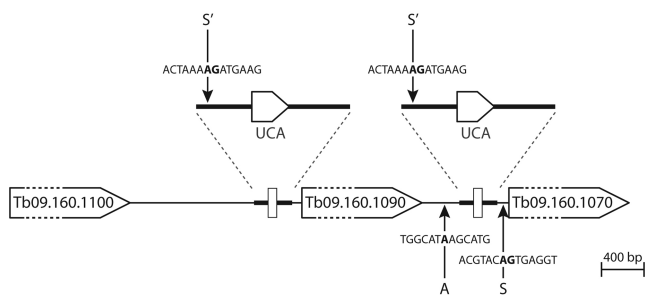 S′ S′
ACTAAAAGATGAAG ACTAAAAGATGAAG
UCA UCA
Tb09.160.1100 Tb09.160.1090 Tb09.160.1070
TGGCATAAGCATG
ACGTACAGTGAGGT
400 bp
A S